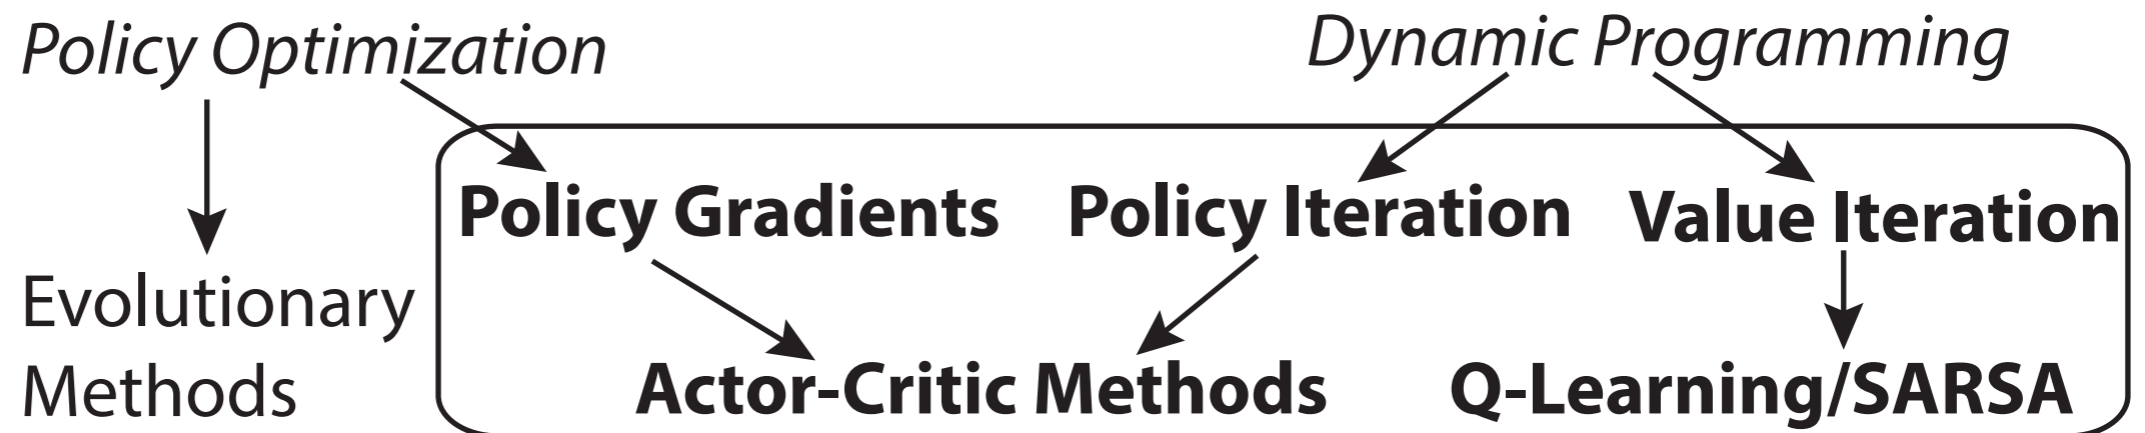 Policy Optimization
Dynamic Programming
Policy Gradients
Policy Iteration
Value Iteration
Evolutionary
Methods
Actor-Critic Methods
Q-Learning/SARSA